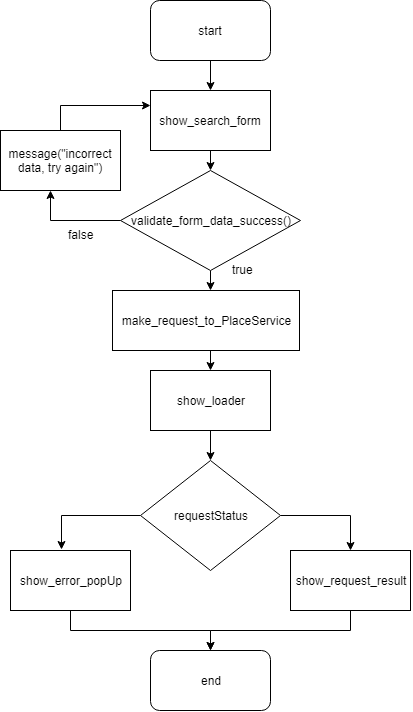 start
show_search_form
message("incorrect
data, try again")
validate_form_data_success()
false
true
make_request_to_PlaceService
show_loader
requestStatus
show_error_popUp
show_request_result
end